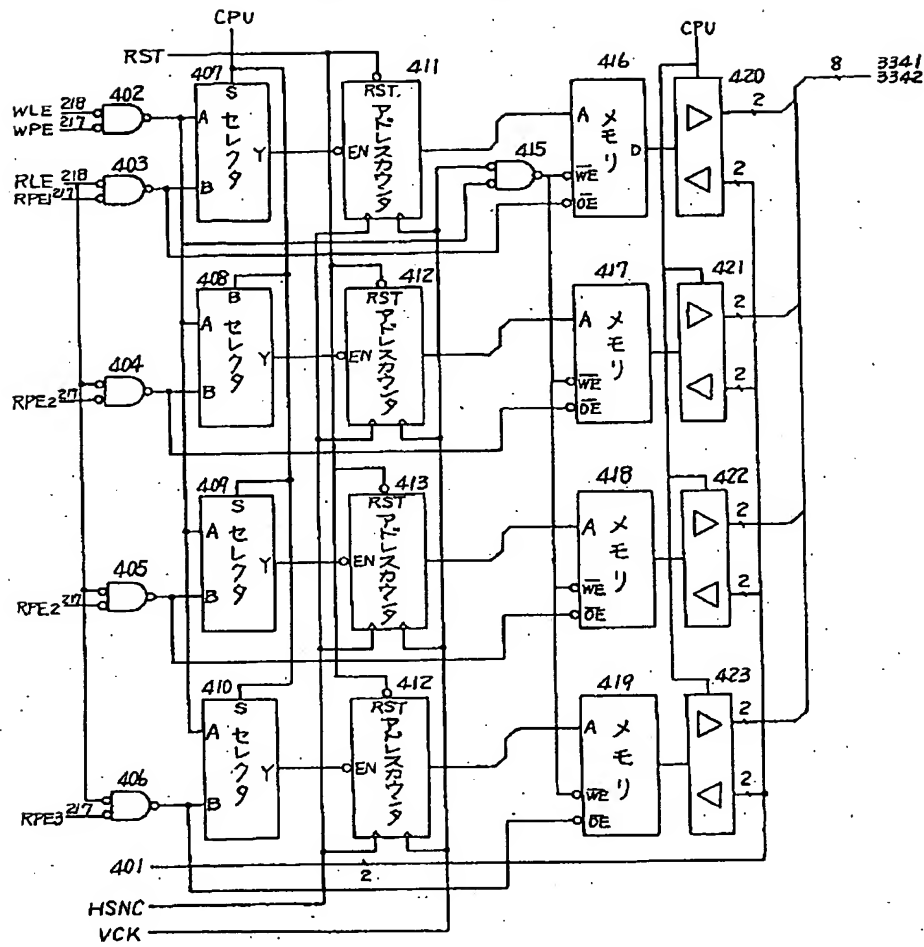 CPU
RST
407
411
416
CPU
420
8
3341
3342
WLE 218
WPE 217
402
S
A
セレクタ
Y
B
RST
EN
アドレスカウンタ
415
A
メモリ
D
WE
OE
2
2
RLE 218
RPE1 217
403
408
412
417
421
B
A
セレクタ
Y
B
RST
EN
アドレスカウンタ
A
メモリ
WE
OE
2
2
404
RPE2 217
409
413
418
422
S
A
セレクタ
Y
B
RST
EN
アドレスカウンタ
A
メモリ
WE
OE
2
2
405
RPE2 217
410
412
419
423
S
A
セレクタ
Y
B
RST
EN
アドレスカウンタ
A
メモリ
WE
OE
2
2
406
RPE3 217
401
2
HSNC
VCK